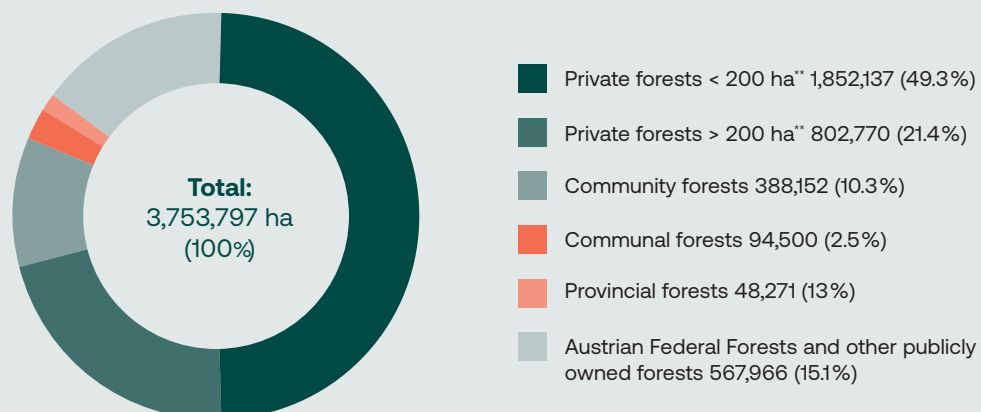 Total:
3,753,797 ha
(100%)
Private forests < 200 ha** 1,852,137 (49.3%)
Private forests > 200 ha** 802,770 (21.4%)
Community forests 388,152 (10.3%)
Communal forests 94,500 (2.5%)
Provincial forests 48,271 (13%)
Austrian Federal Forests and other publicly
owned forests 567,966 (15.1%)